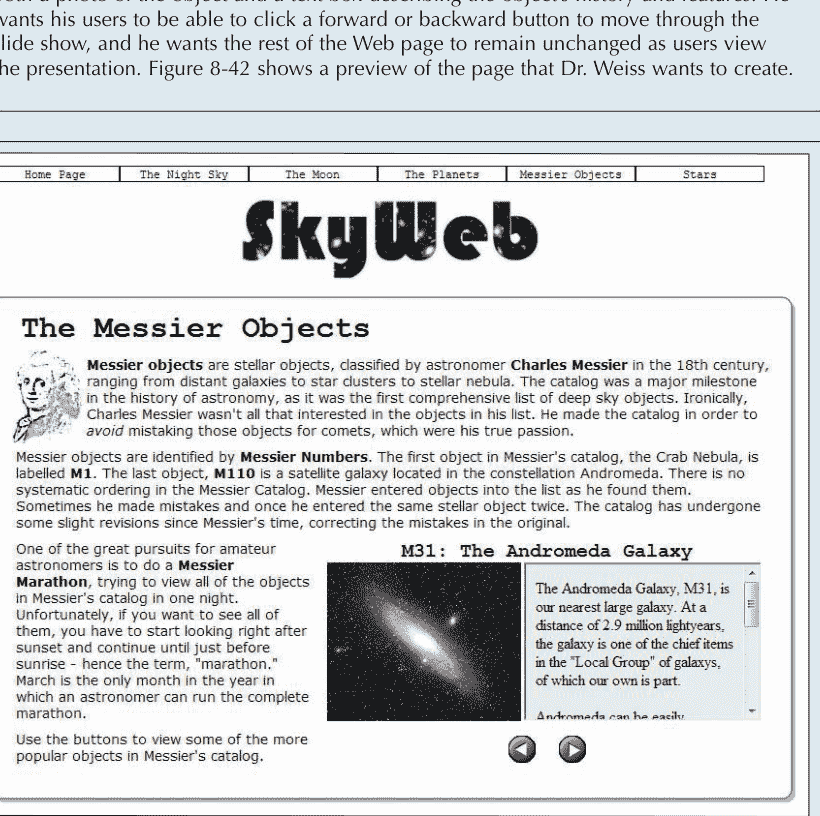 vants his users to be able to click a forward or backward button to move through the
lide show, and he wants the rest of the Web page to remain unchanged as users view
he presentation. Figure 8-42 shows a preview of the page that Dr. Weiss wants to create.
Home Page The Night Sky The Moon The Planets Messier Objects Stars
SkyWeb
The Messier Objects
Messier objects are stellar objects, classified by astronomer Charles Messier in the 18th century,
ranging from distant galaxies to star clusters to stellar nebula. The catalog was a major milestone
in the history of astronomy, as it was the first comprehensive list of deep sky objects. Ironically,
Charles Messier wasn't all that interested in the objects in his list. He made the catalog in order to
avoid mistaking those objects for comets, which were his true passion.
Messier objects are identified by Messier Numbers. The first object in Messier's catalog, the Crab Nebula, is
labelled M1. The last object, M110 is a satellite galaxy located in the constellation Andromeda. There is no
systematic ordering in the Messier Catalog. Messier entered objects into the list as he found them.
Sometimes he made mistakes and once he entered the same stellar object twice. The catalog has undergone
some slight revisions since Messier's time, correcting the mistakes in the original.
One of the great pursuits for amateur
astronomers is to do a Messier
Marathon, trying to view all of the objects
in Messier's catalog in one night.
Unfortunately, if you want to see all of
them, you have to start looking right after
sunset and continue until just before
sunrise - hence the term, "marathon."
March is the only month in the year in
which an astronomer can run the complete
marathon.
Use the buttons to view some of the more
popular objects in Messier's catalog.
M31: The Andromeda Galaxy
The Andromeda Galaxy, M31, is
our nearest large galaxy. At a
distance of 2.9 million lightyears,
the galaxy is one of the chief items
in the "Local Group" of galaxys,
of which our own is part.
Andromeda can be easily